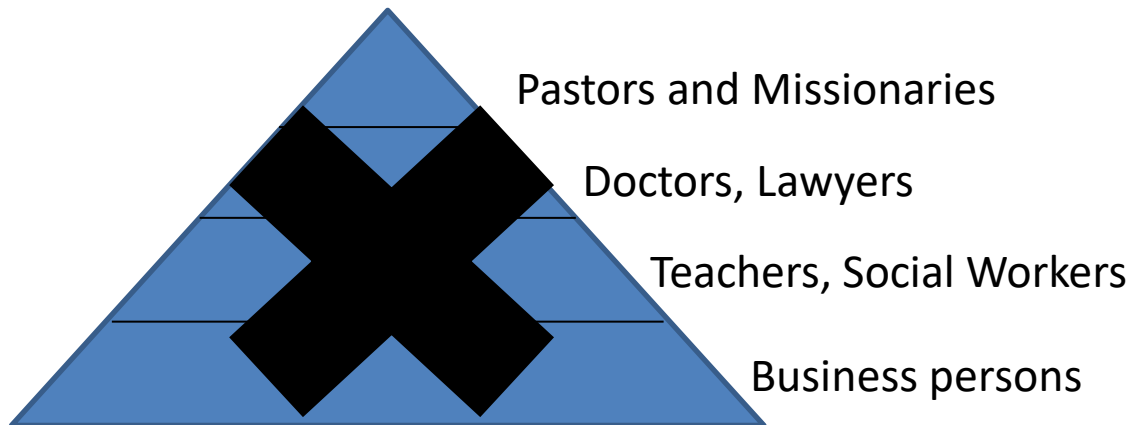 Pastors and Missionaries
Doctors, Lawyers
Teachers, Social Workers
Business persons